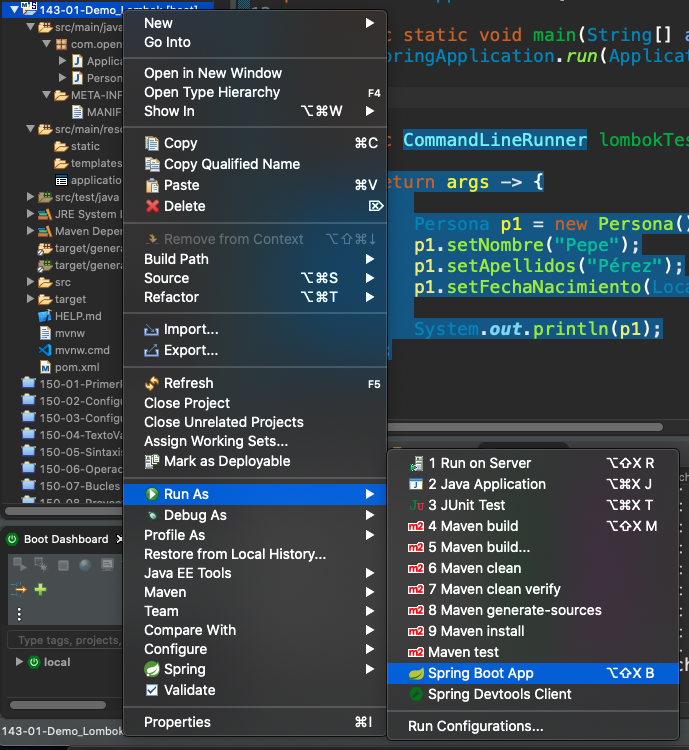 143-01-Demo_Lombok [boot]
src/main/java
com.open
Applica
Person
META-INF
MANIF
src/main/reso
static
templates
application
src/test/java
JRE System L
Maven Depen
target/genera
target/genera
src
target
HELP.md
mvnw
mvnw.cmd
pom.xml
150-01-PrimerP
150-02-Configu
150-03-Configu
150-04-TextoVa
150-05-Sintaxis
150-06-Operac
150-07-Bucles
Boot Dashboard
Type tags, projects,
local
143-01-Demo_Lombok
New
Go Into
Open in New Window
Open Type Hierarchy F4
Show In ⌥⌘W
Copy ⌘C
Copy Qualified Name
Paste ⌘V
Delete ⌦
Remove from Context ⌥⇧⌘↓
Build Path
Source ⌥⌘S
Refactor ⌥⌘T
Import...
Export...
Refresh F5
Close Project
Close Unrelated Projects
Assign Working Sets...
Mark as Deployable
Run As
Debug As
Profile As
Restore from Local History...
Java EE Tools
Maven
Team
Compare With
Configure
Spring
Validate
Properties ⌘I
c static void main(String[] a
pringApplication.run(Applicat
c CommandLineRunner lombokTes
eturn args -> {
Persona p1 = new Persona()
p1.setNombre("Pepe");
p1.setApellidos("Pérez");
p1.setFechaNacimiento(Loca
System.out.println(p1);
;
1 Run on Server ⌥⇧X R
2 Java Application ⌥⌘X J
3 JUnit Test ⌥⌘X T
4 Maven build ⌥⇧X M
5 Maven build...
6 Maven clean
7 Maven clean verify
8 Maven generate-sources
9 Maven install
Maven test
Spring Boot App ⌥⇧X B
Spring Devtools Client
Run Configurations...